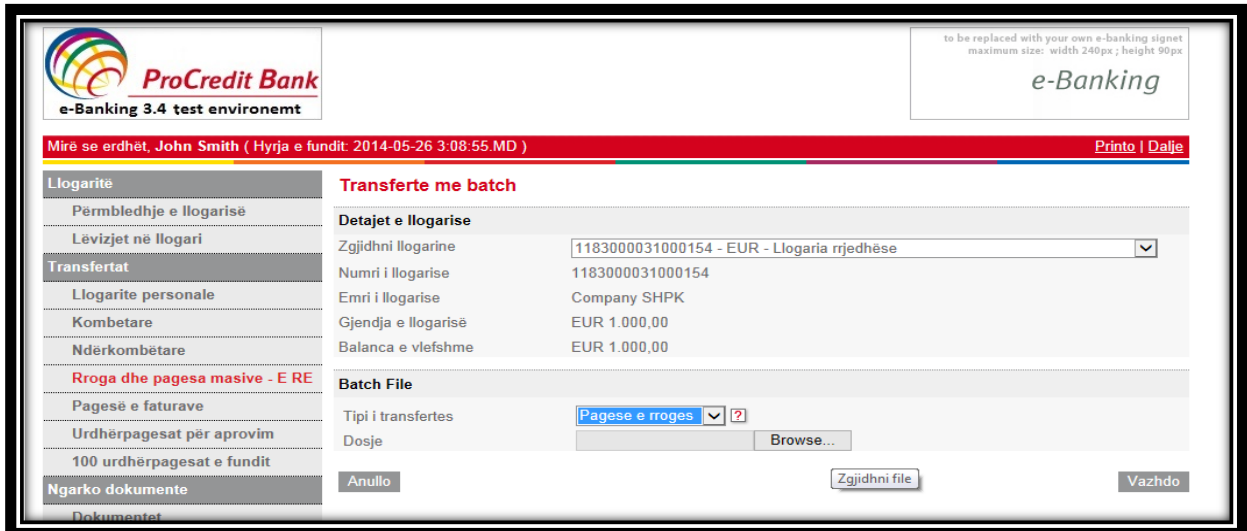 ProCredit Bank
e-Banking 3.4 test environemt
to be replaced with your own e-banking signet
maximum size: width 240px ; height 90px
e-Banking
Mirë se erdhët, John Smith ( Hyrja e fundit: 2014-05-26 3:08:55.MD )
Printo | Dalje
Llogaritë
Përmbledhje e llogarisë
Lëvizjet në llogari
Transfertat
Llogarite personale
Kombetare
Ndërkombëtare
Rroga dhe pagesa masive - E RE
Pagesë e faturave
Urdhërpagesat për aprovim
100 urdhërpagesat e fundit
Ngarko dokumente
Dokumentet
Transferte me batch
Detajet e llogarise
Zgjidhni llogarine 1183000031000154 - EUR - Llogaria rrjedhëse
Numri i llogarise 1183000031000154
Emri i llogarise Company SHPK
Gjendja e llogarisë EUR 1.000,00
Balanca e vlefshme EUR 1.000,00
Batch File
Tipi i transfertes Pagese e rroges ?
Dosje Browse...
Zgjidhni file
Anullo Vazhdo